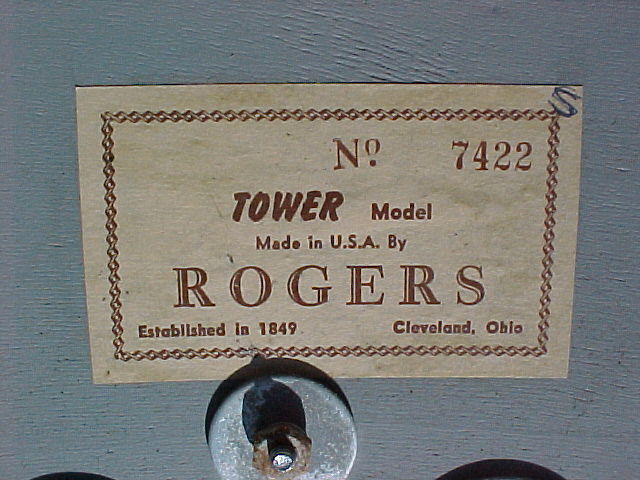 S
Nº 7422
TOWER Model
Made in U.S.A. By
ROGERS
Established in 1849 Cleveland, Ohio